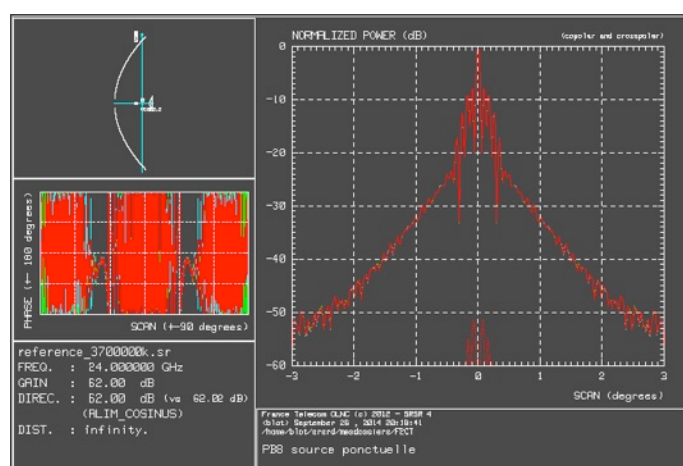 NORMALIZED POWER (dB)
(copolar and crosspolar)
0
-10
-20
-30
-40
-50
-60
-3
-2
-1
0
1
2
3
SCAN (degrees)
PHASE (+- 180 degrees)
SCAN (+-90 degrees)
reference_3700000k.sr
FREQ. : 24.000000 GHz
GAIN : 62.00 dB
DIREC. : 62.00 dB (vs 62.02 dB)
(ALIM_COSINUS)
DIST. : infinity.
France Telecom CLNC (c) 2012 - SRSR 4
(blot) September 26 , 2014 20:19:41
PB8 source ponctuelle